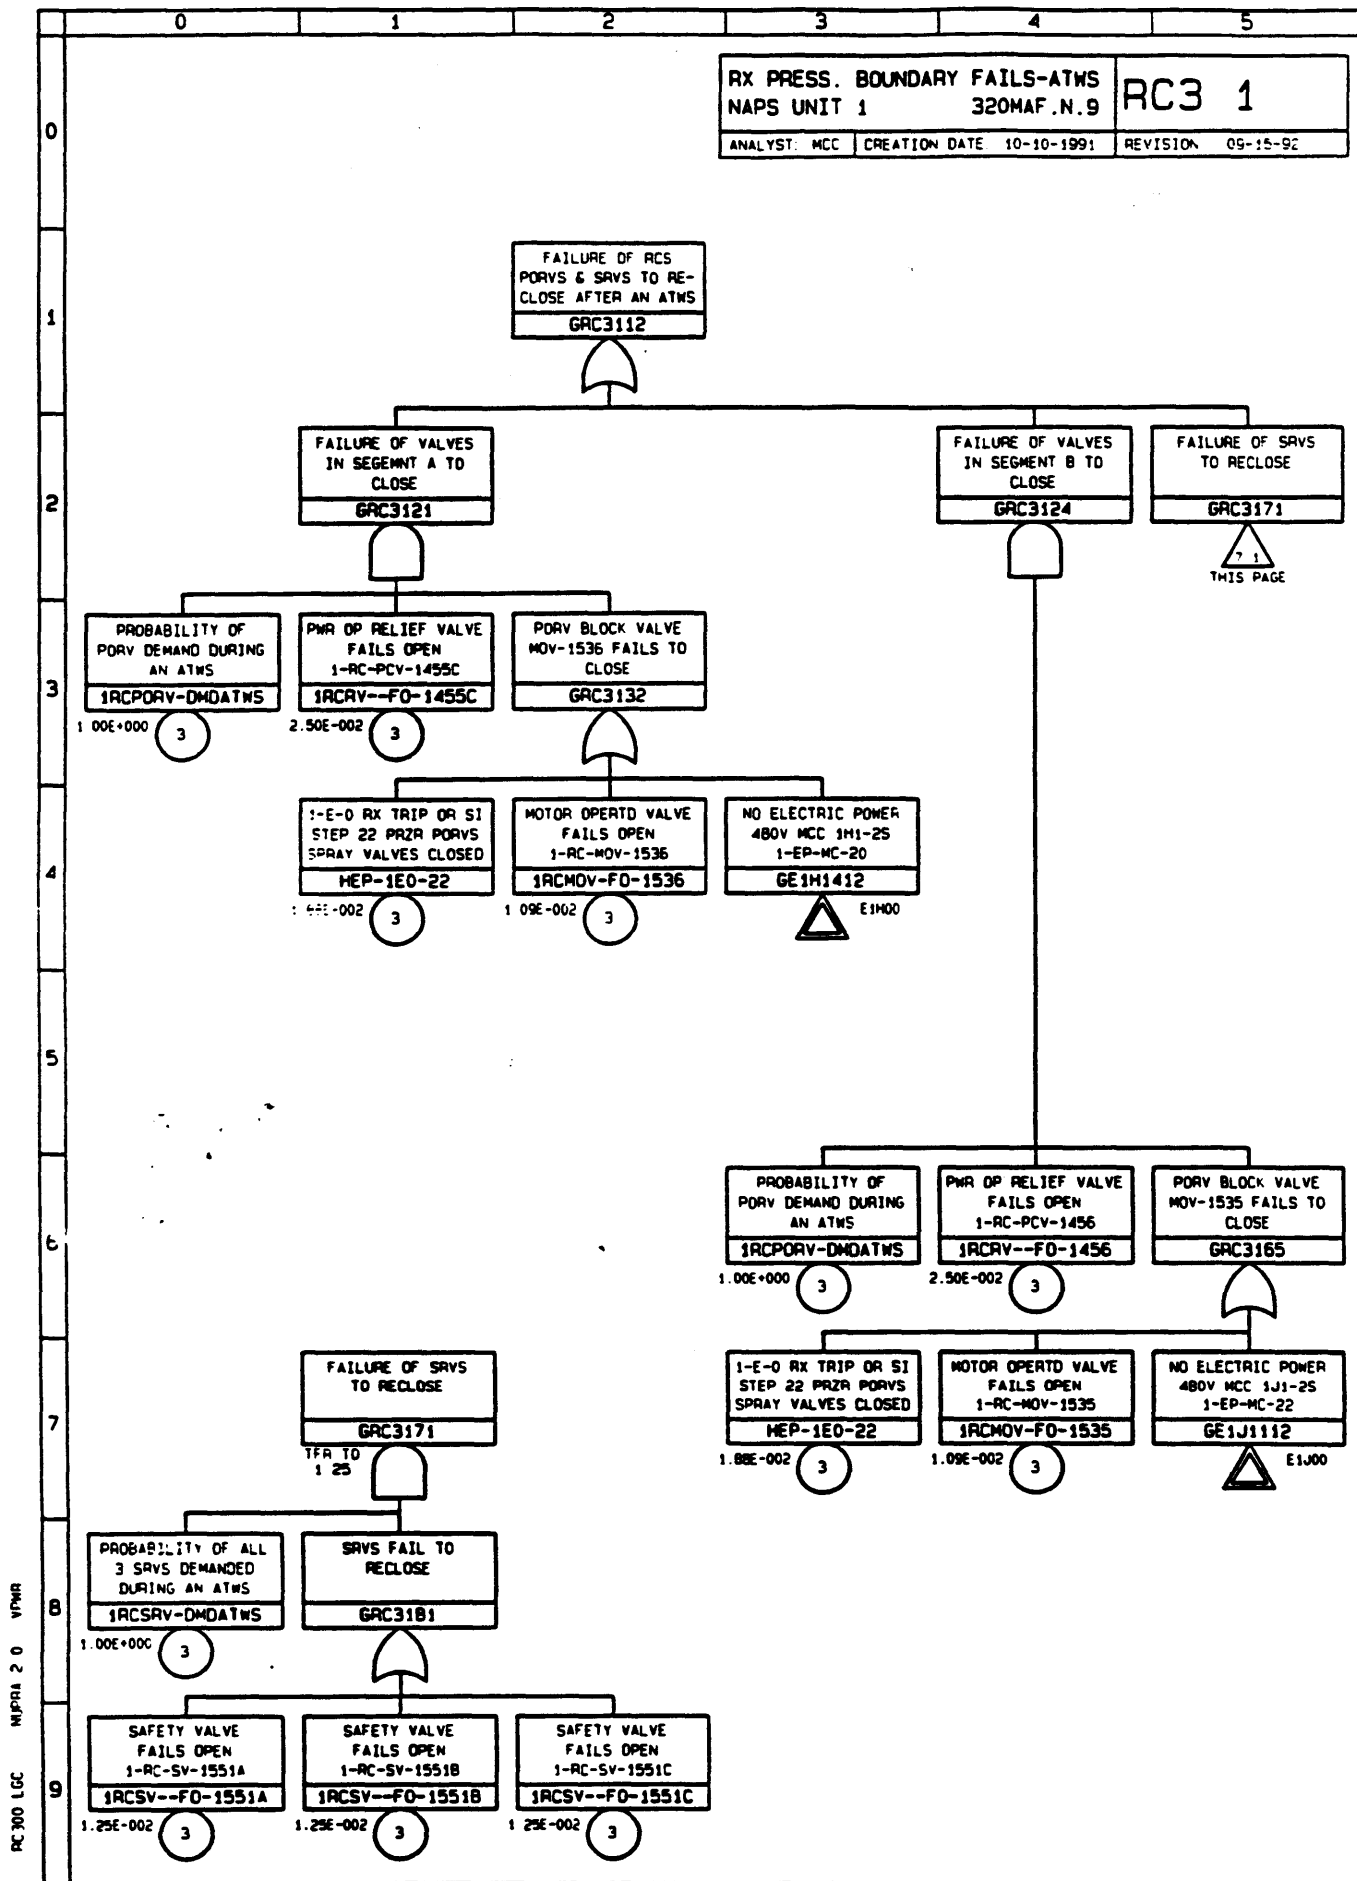 0 1 2 3 4 5
RX PRESS. BOUNDARY FAILS-ATWS
NAPS UNIT 1 320MAF.N.9
RC3 1
ANALYST: MCC CREATION DATE 10-10-1991 REVISION 09-15-92
0
1
2
3
4
5
6
7
8
9
FAILURE OF RCS
PORVS & SRVS TO RE-
CLOSE AFTER AN ATWS
GRC3112
FAILURE OF VALVES
IN SEGEMNT A TO
CLOSE
GRC3121
FAILURE OF VALVES
IN SEGMENT B TO
CLOSE
GRC3124
FAILURE OF SRVS
TO RECLOSE
GRC3171
7 1
THIS PAGE
PROBABILITY OF
PORV DEMAND DURING
AN ATWS
1RCPORV-DMDATWS
1 00E+000
3
PWR OP RELIEF VALVE
FAILS OPEN
1-RC-PCV-1455C
1RCRV--FO-1455C
2.50E-002
3
PORV BLOCK VALVE
MOV-1536 FAILS TO
CLOSE
GRC3132
1-E-0 RX TRIP OR SI
STEP 22 PRZR PORVS
SPRAY VALVES CLOSED
HEP-1E0-22
3
MOTOR OPERTD VALVE
FAILS OPEN
1-RC-MOV-1536
1RCMOV-FO-1536
1 09E-002
3
NO ELECTRIC POWER
480V MCC 1H1-2S
1-EP-MC-20
GE1H1412
E1H00
PROBABILITY OF
PORV DEMAND DURING
AN ATWS
1RCPORV-DMDATWS
1.00E+000
3
PWR OP RELIEF VALVE
FAILS OPEN
1-RC-PCV-1456
1RCRV--FO-1456
2.50E-002
3
PORV BLOCK VALVE
MOV-1535 FAILS TO
CLOSE
GRC3165
1-E-0 RX TRIP OR SI
STEP 22 PRZR PORVS
SPRAY VALVES CLOSED
HEP-1E0-22
1.88E-002
3
MOTOR OPERTD VALVE
FAILS OPEN
1-RC-MOV-1535
1RCMOV-FO-1535
1.09E-002
3
NO ELECTRIC POWER
480V MCC 1J1-2S
1-EP-MC-22
GE1J1112
E1J00
FAILURE OF SRVS
TO RECLOSE
GRC3171
TFR TO
1 25
PROBABILITY OF ALL
3 SRVS DEMANDED
DURING AN ATWS
1RCSRV-DMDATWS
1.00E+000
3
SRVS FAIL TO
RECLOSE
GRC3181
SAFETY VALVE
FAILS OPEN
1-RC-SV-1551A
1RCSV--FO-1551A
1.25E-002
3
SAFETY VALVE
FAILS OPEN
1-RC-SV-1551B
1RCSV--FO-1551B
1.25E-002
3
SAFETY VALVE
FAILS OPEN
1-RC-SV-1551C
1RCSV--FO-1551C
1 25E-002
3
RC300 LGC NUPRA 2 0 VPWR